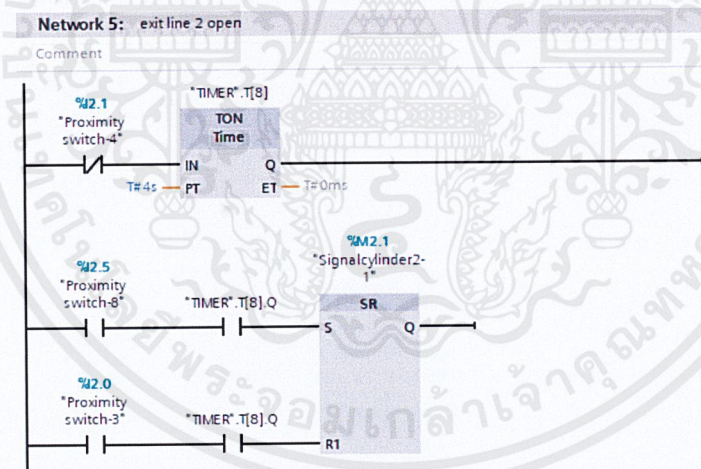 Network 5: exit line 2 open
Comment
%I2.1
"Proximity
switch-4"
"TIMER".T[8]
TON
Time
IN
Q
T#4s
PT
ET
T#0ms
%M2.1
"Signalcylinder2-
1"
%I2.5
"Proximity
switch-8"
"TIMER".T[8].Q
SR
S
Q
%I2.0
"Proximity
switch-3"
"TIMER".T[8].Q
R1